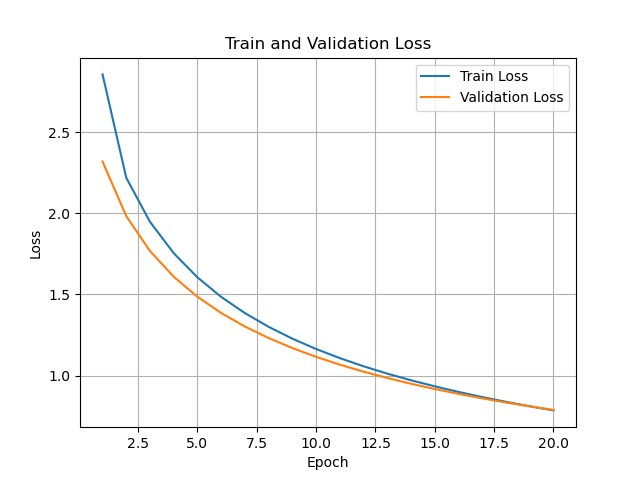 Train and Validation Loss
Train Loss
Validation Loss
2.5
2.0
1.5
1.0
Loss
2.5 5.0 7.5 10.0 12.5 15.0 17.5 20.0
Epoch